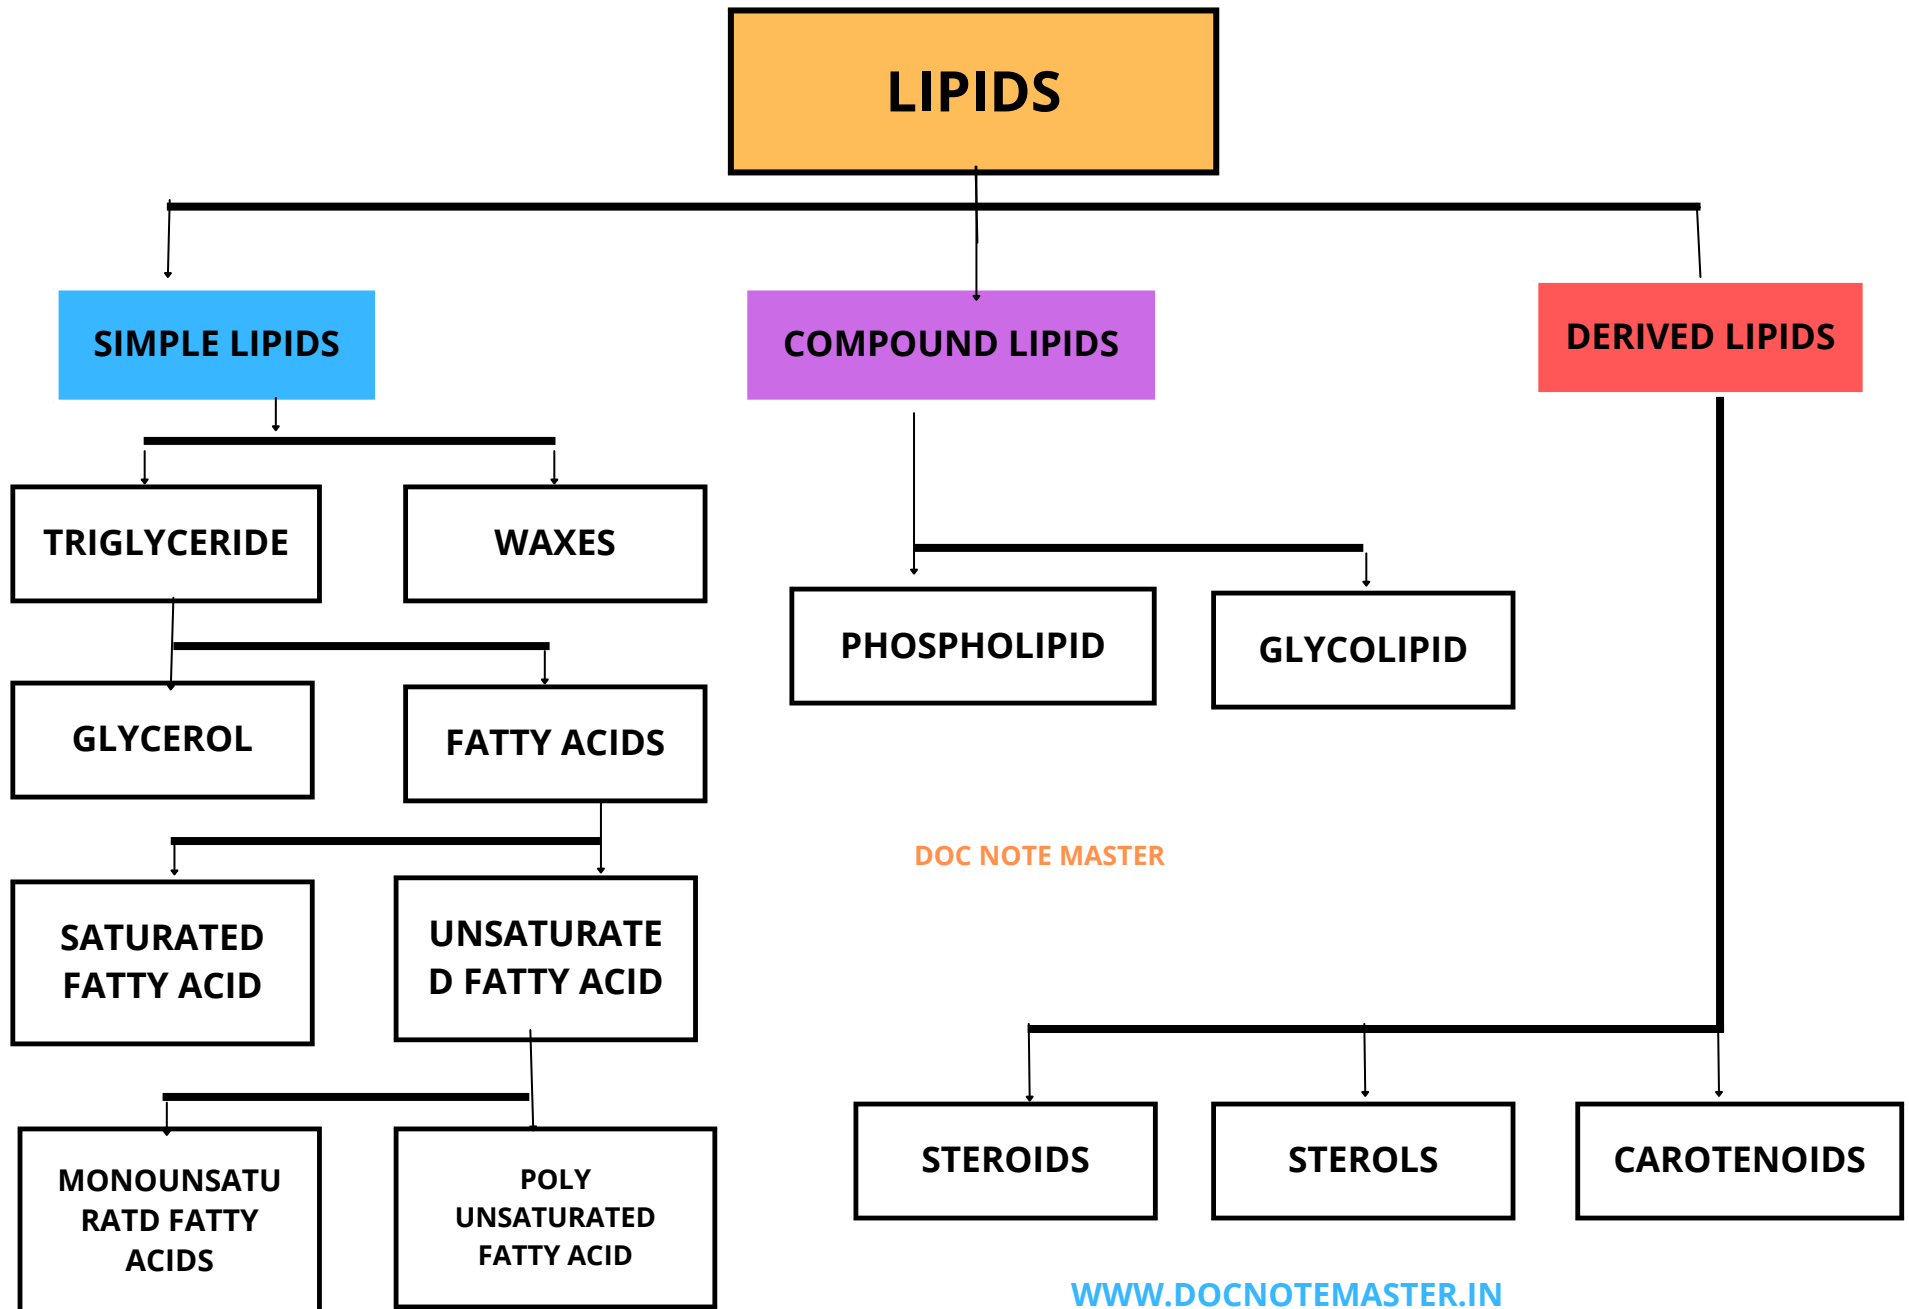 LIPIDS
SIMPLE LIPIDS
COMPOUND LIPIDS
DERIVED LIPIDS
TRIGLYCERIDE
WAXES
PHOSPHOLIPID
GLYCOLIPID
GLYCEROL
FATTY ACIDS
DOC NOTE MASTER
SATURATED
FATTY ACID
UNSATURATE
D FATTY ACID
STEROIDS
STEROLS
CAROTENOIDS
MONOUNSATU
RATD FATTY
ACIDS
POLY
UNSATURATED
FATTY ACID
WWW.DOCNOTEMASTER.IN